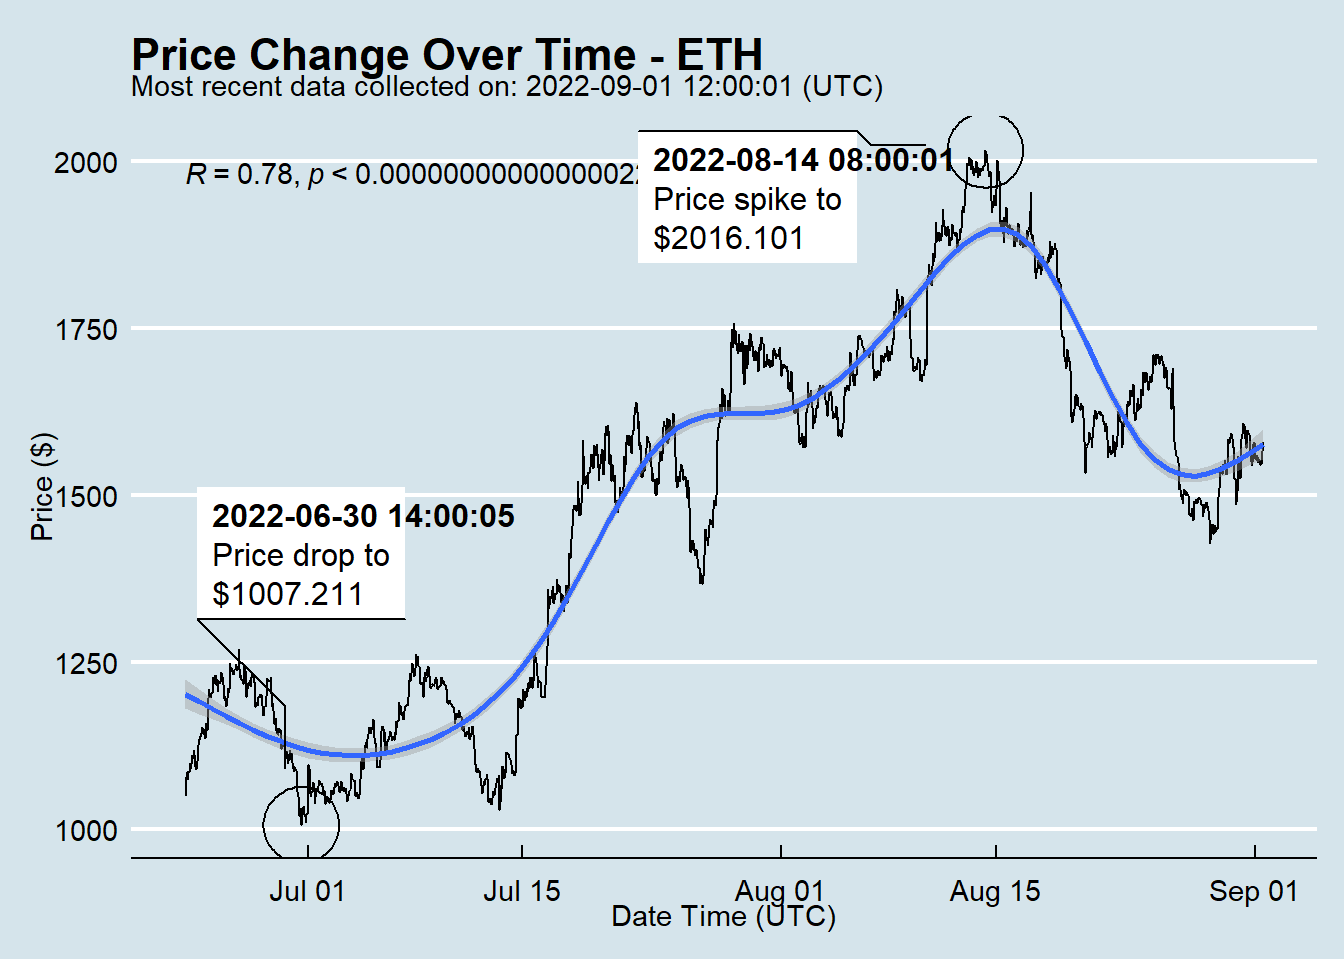 Price Change Over Time - ETH
Most recent data collected on: 2022-09-01 12:00:01 (UTC)
R = 0.78, p < 0.00000000000000022
2022-08-14 08:00:01
Price spike to
$2016.101
2022-06-30 14:00:05
Price drop to
$1007.211
Price ($)
2000
1750
1500
1250
1000
Jul 01
Jul 15
Aug 01
Aug 15
Sep 01
Date Time (UTC)